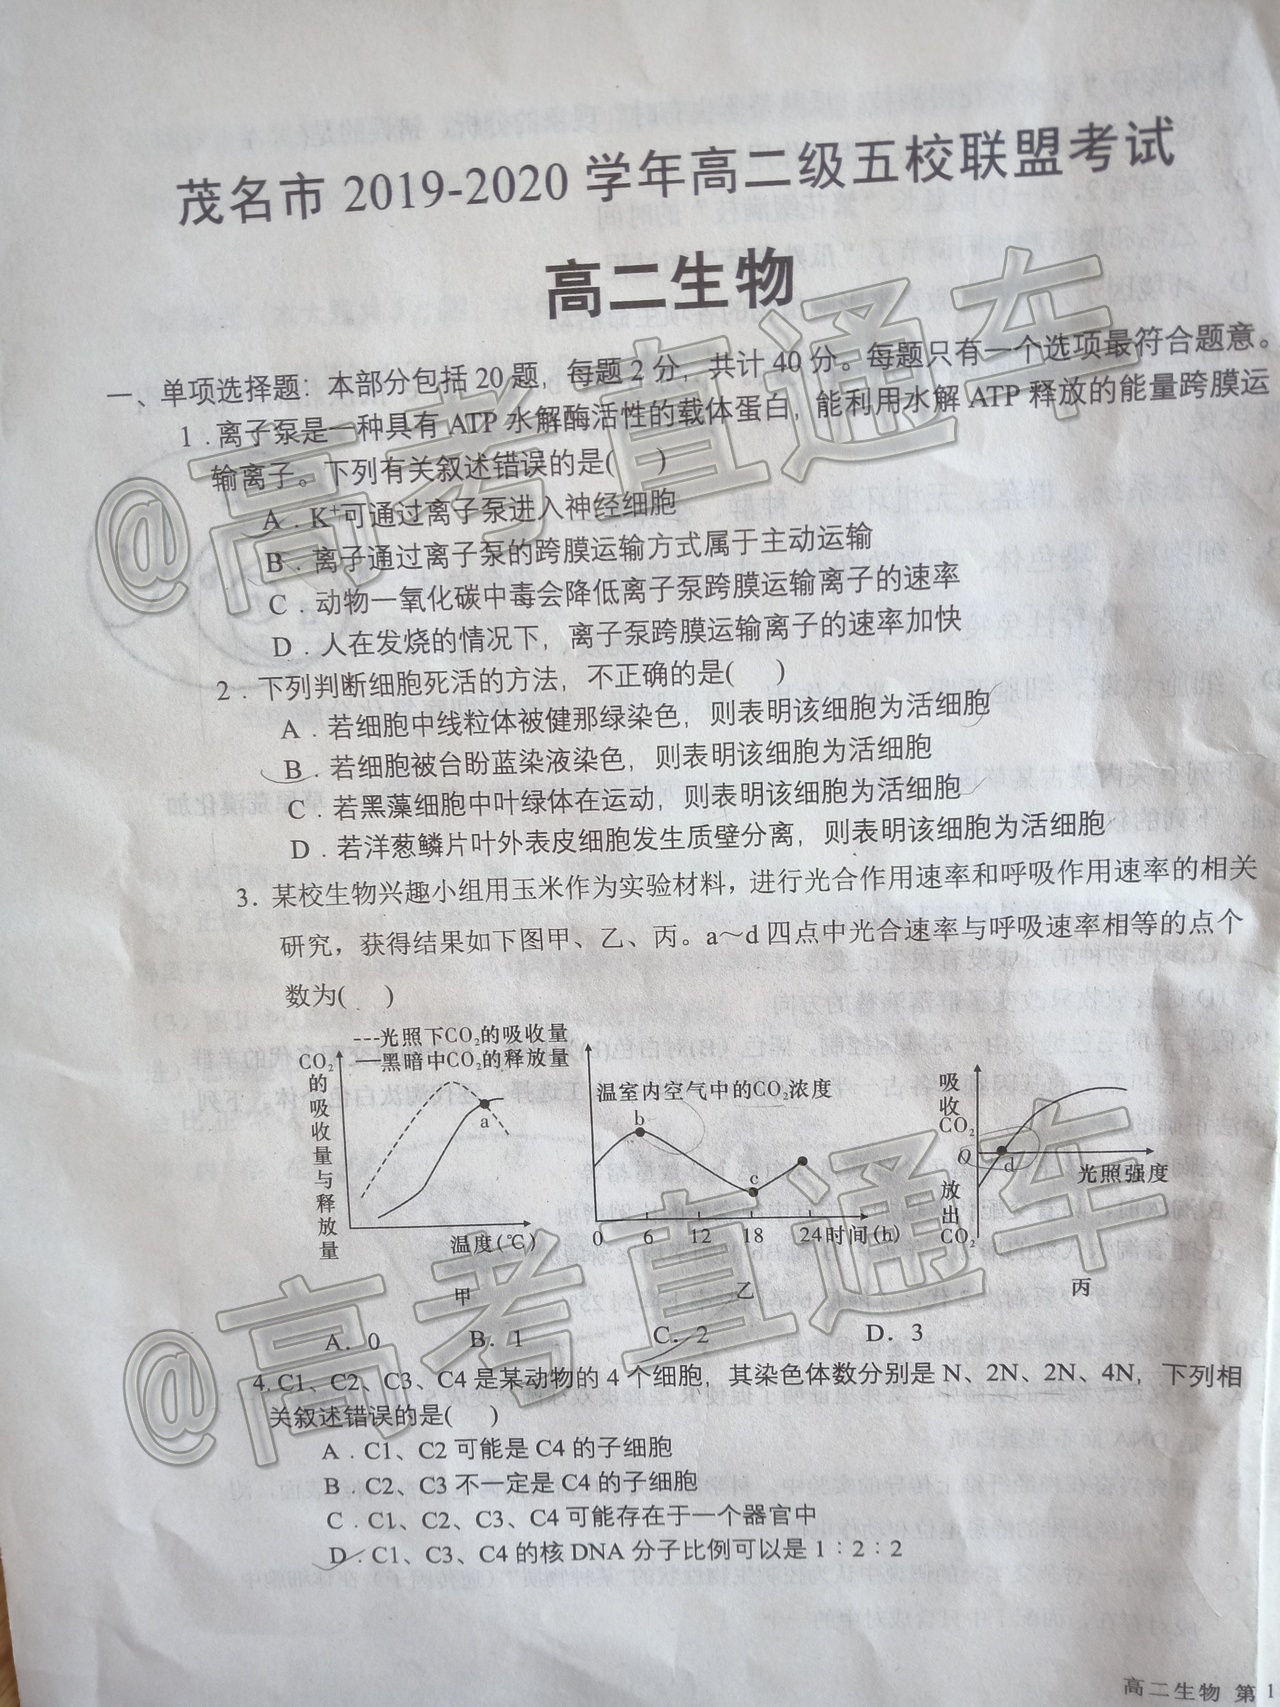 茂名市 2019-2020 学年高二级五校联盟考试
高二生物
一、单项选择题：本部分包括 20 题，每题 2 分，共计 40 分。每题只有一个选项最符合题意。
1．离子泵是一种具有 ATP 水解酶活性的载体蛋白，能利用水解 ATP 释放的能量跨膜运
输离子。下列有关叙述错误的是( )
A．K⁺可通过离子泵进入神经细胞
B．离子通过离子泵的跨膜运输方式属于主动运输
C．动物一氧化碳中毒会降低离子泵跨膜运输离子的速率
D．人在发烧的情况下，离子泵跨膜运输离子的速率加快
2．下列判断细胞死活的方法，不正确的是( )
A．若细胞中线粒体被健那绿染色，则表明该细胞为活细胞
B．若细胞被台盼蓝染液染色，则表明该细胞为活细胞
C．若黑藻细胞中叶绿体在运动，则表明该细胞为活细胞
D．若洋葱鳞片叶外表皮细胞发生质壁分离，则表明该细胞为活细胞
3．某校生物兴趣小组用玉米作为实验材料，进行光合作用速率和呼吸作用速率的相关
研究，获得结果如下图甲、乙、丙。a～d 四点中光合速率与呼吸速率相等的点个
数为( )
---光照下CO₂的吸收量
—黑暗中CO₂的释放量
CO₂的吸收量与释放量
a
温度(℃)
甲
温室内空气中的CO₂浓度
b
c
0 6 12 18 24时间(h)
乙
吸收CO₂
O
d
光照强度
放出CO₂
丙
A．0 B．1 C．2 D．3
4. C1、C2、C3、C4 是某动物的 4 个细胞，其染色体数分别是 N、2N、2N、4N，下列相
关叙述错误的是( )
A．C1、C2 可能是 C4 的子细胞
B．C2、C3 不一定是 C4 的子细胞
C．C1、C2、C3、C4 可能存在于一个器官中
D．C1、C3、C4 的核 DNA 分子比例可以是 1：2：2
高二生物 第 1
@高考直通车
@高考直通车